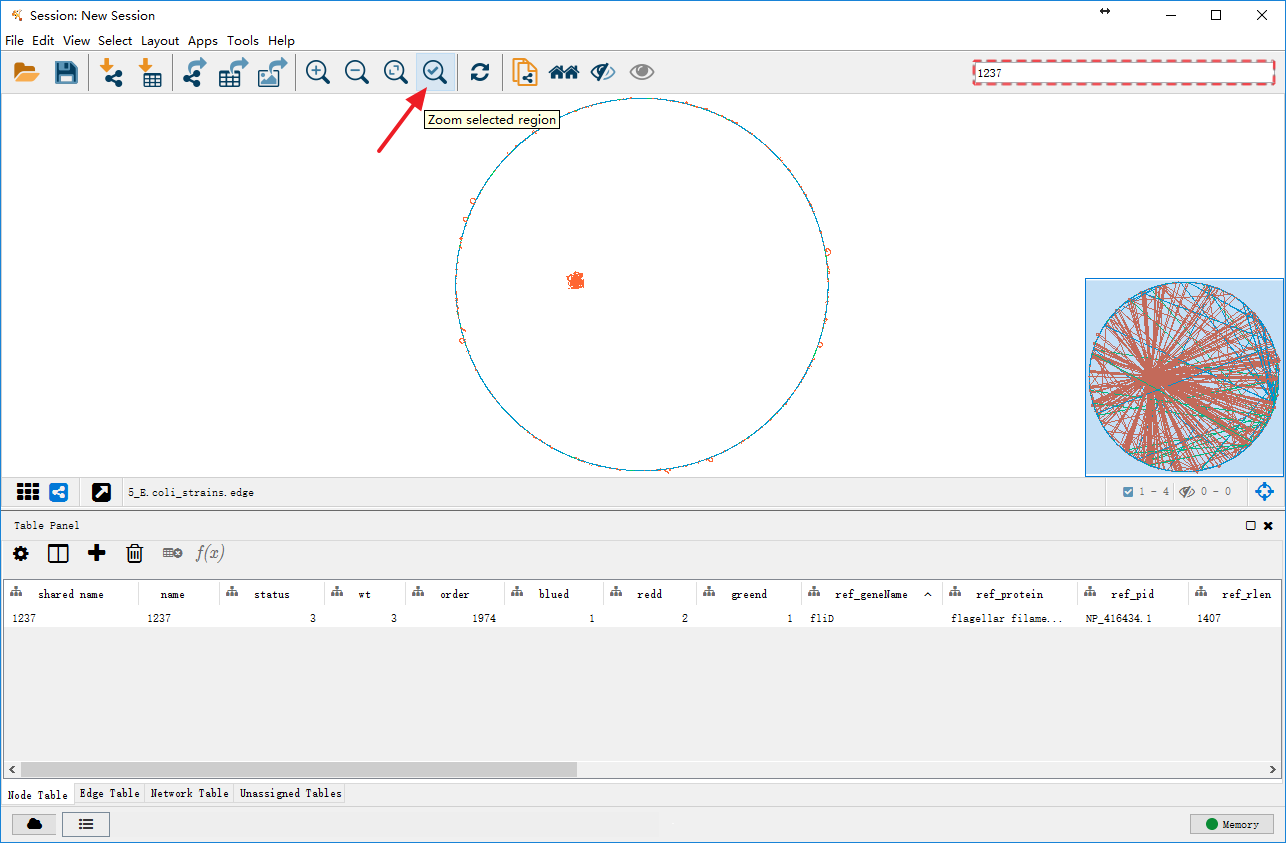 Session: New Session
File Edit View Select Layout Apps Tools Help
1237
Zoom selected region
5_E.coli_strains.edge
1 - 4
0 - 0
Table Panel
f(x)
shared name name status wt order blued redd greend ref_geneName ref_protein ref_pid ref_rlen
1237 1237 3 3 1974 1 2 1 fliD flagellar filame... NP_416434.1 1407
Node Table Edge Table Network Table Unassigned Tables
Memory